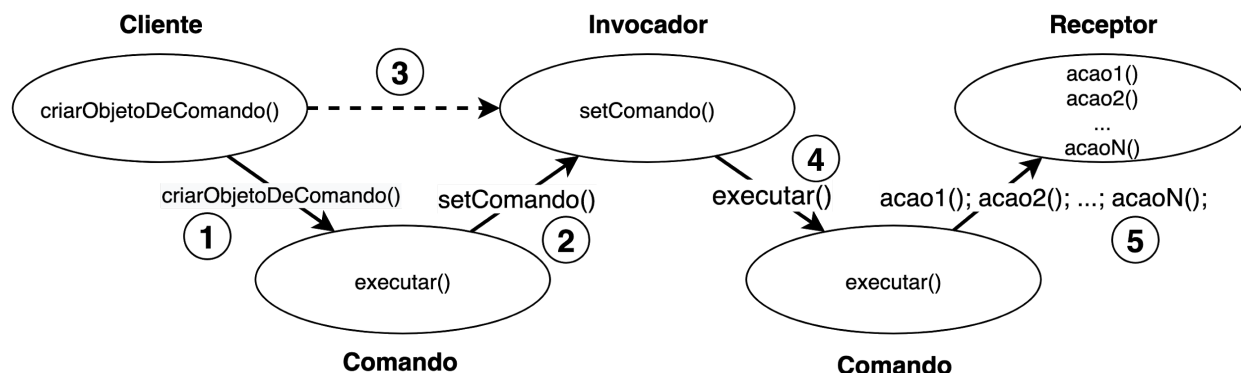 Cliente
Invocador
Receptor
3
criarObjetoDeComando()
setComando()
acao1()
acao2()
...
acaoN()
4
criarObjetoDeComando()
setComando()
executar()
acao1(); acao2(); ...; acaoN();
1
2
5
executar()
executar()
Comando
Comando